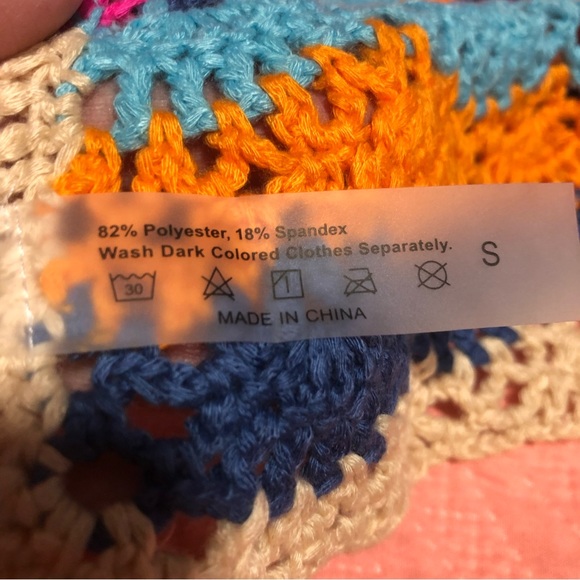 82% Polyester, 18% Spandex
Wash Dark Colored Clothes Separately.
S
30
MADE IN CHINA